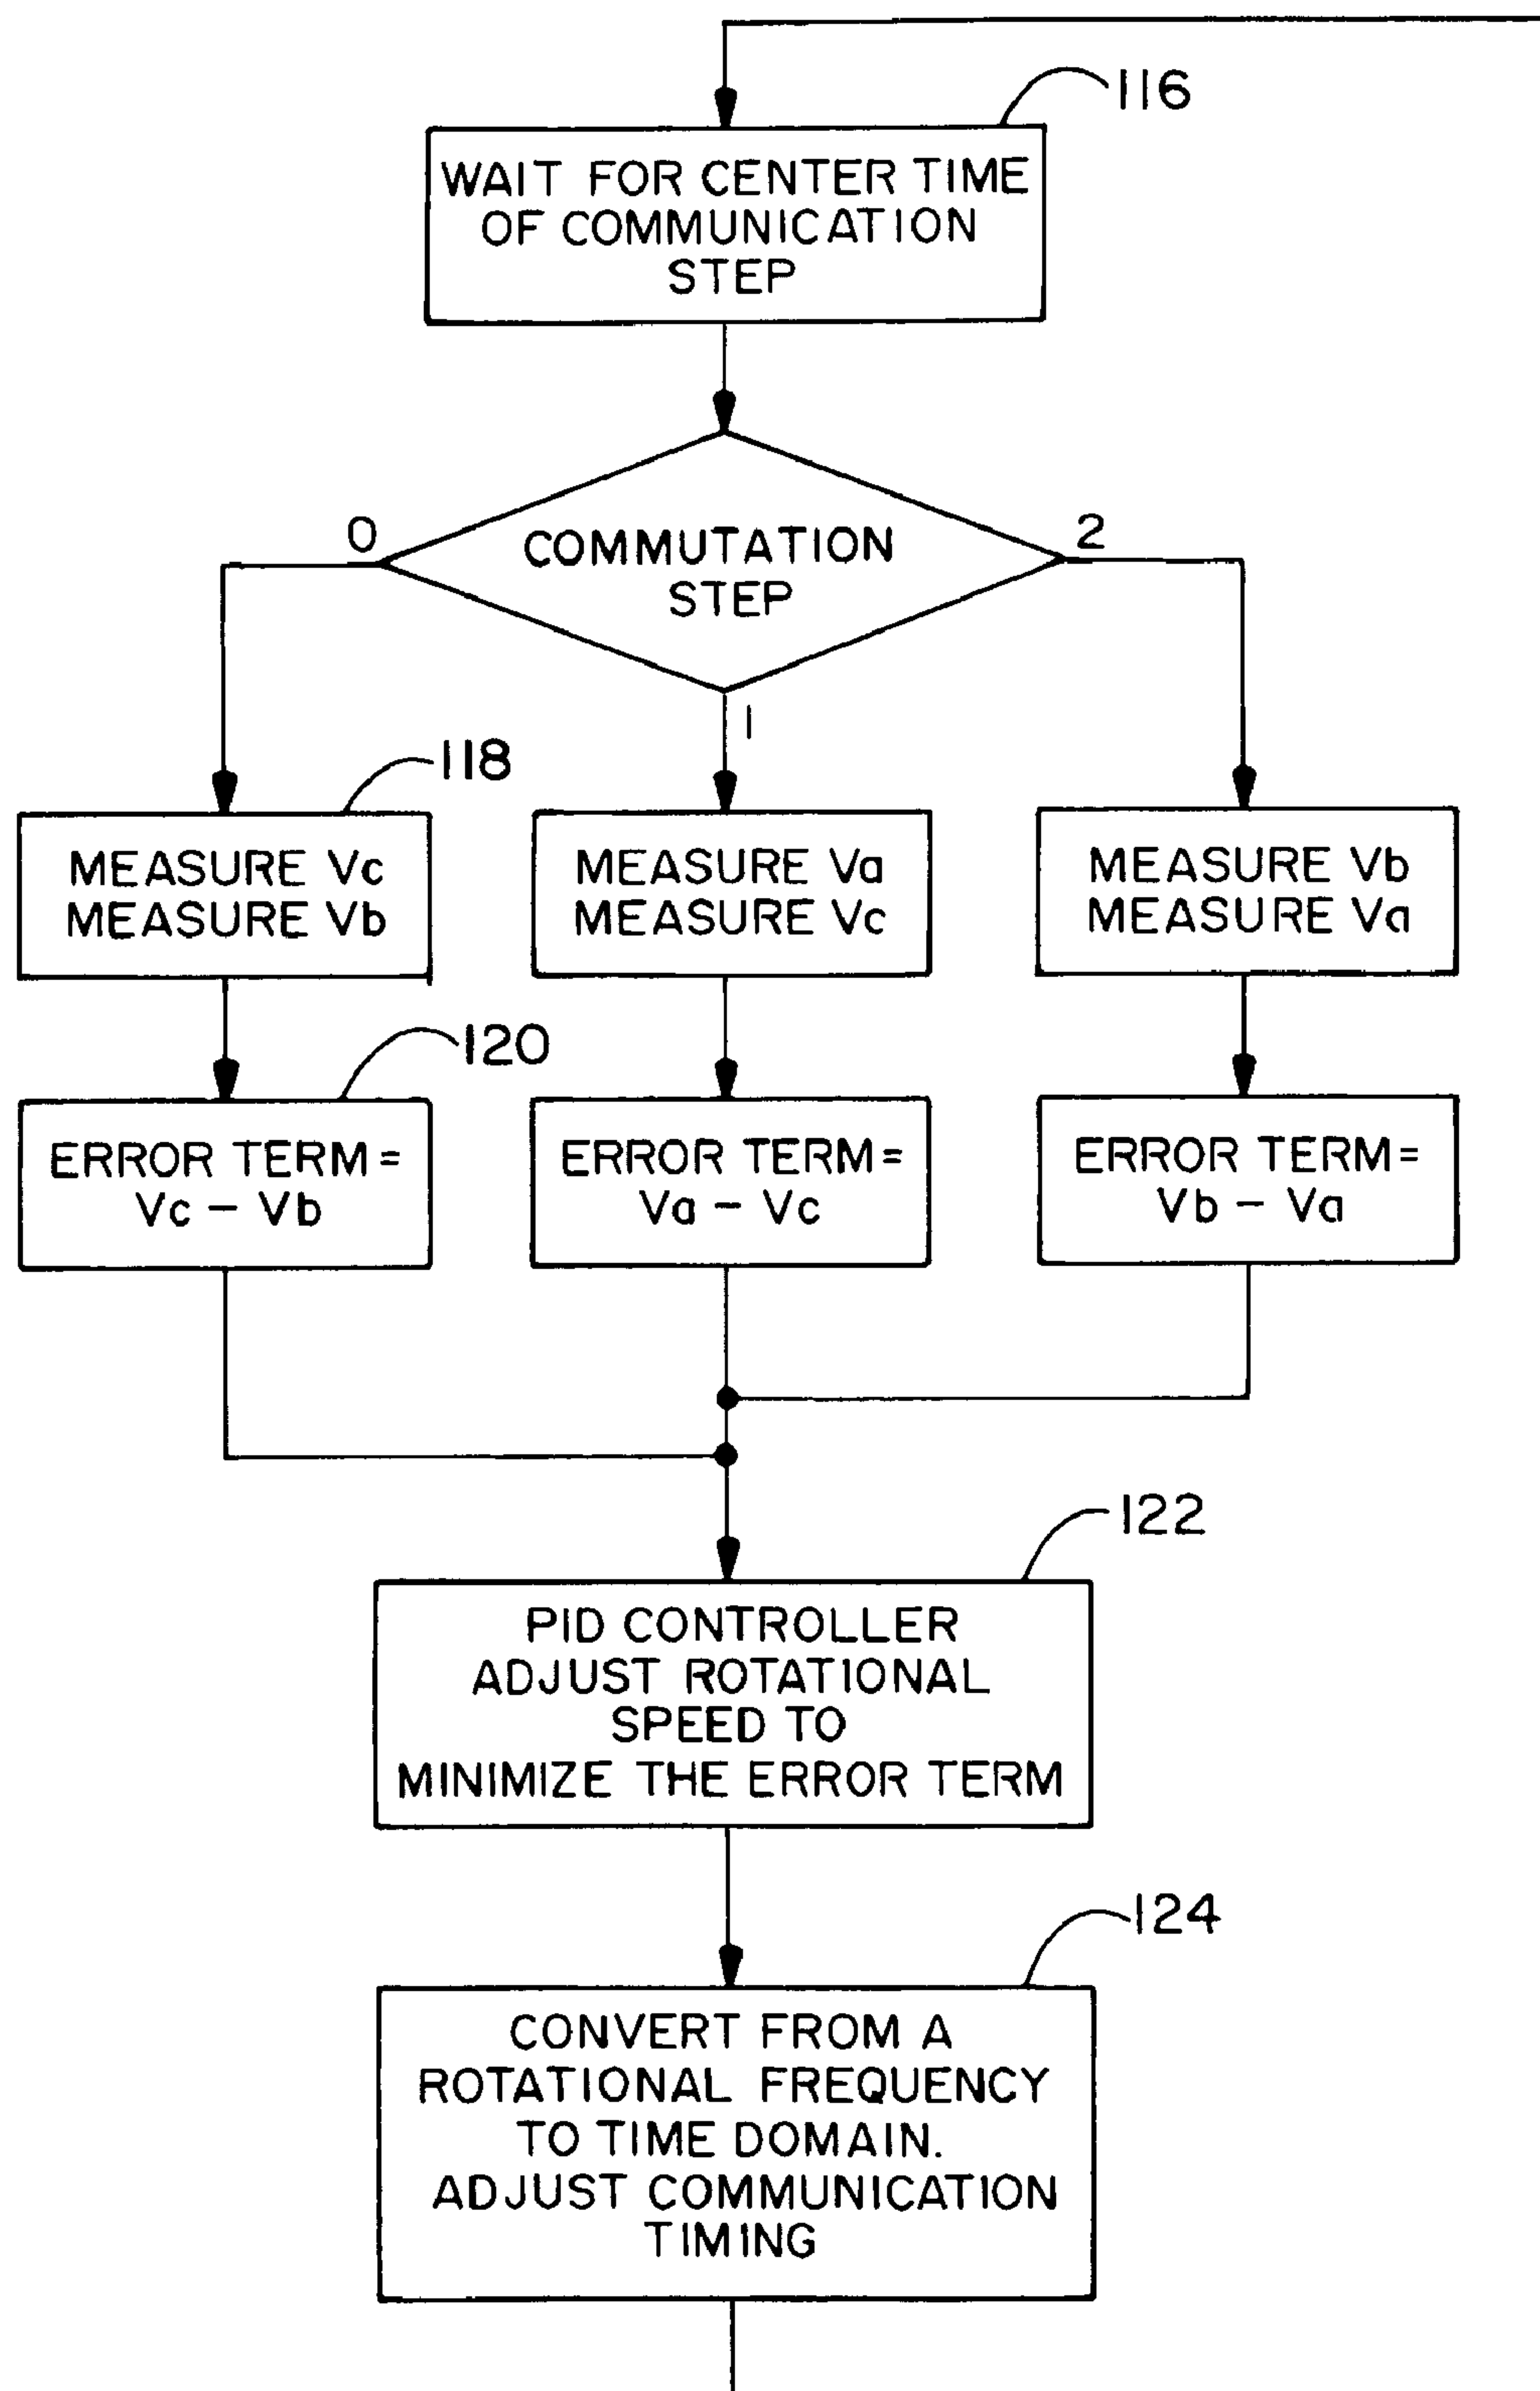 116
WAIT FOR CENTER TIME
OF COMMUNICATION
STEP
0
COMMUTATION
STEP
2
1
118
MEASURE Vc
MEASURE Vb
MEASURE Va
MEASURE Vc
MEASURE Vb
MEASURE Va
120
ERROR TERM =
Vc - Vb
ERROR TERM =
Va - Vc
ERROR TERM =
Vb - Va
122
PID CONTROLLER
ADJUST ROTATIONAL
SPEED TO
MINIMIZE THE ERROR TERM
124
CONVERT FROM A
ROTATIONAL FREQUENCY
TO TIME DOMAIN.
ADJUST COMMUNICATION
TIMING